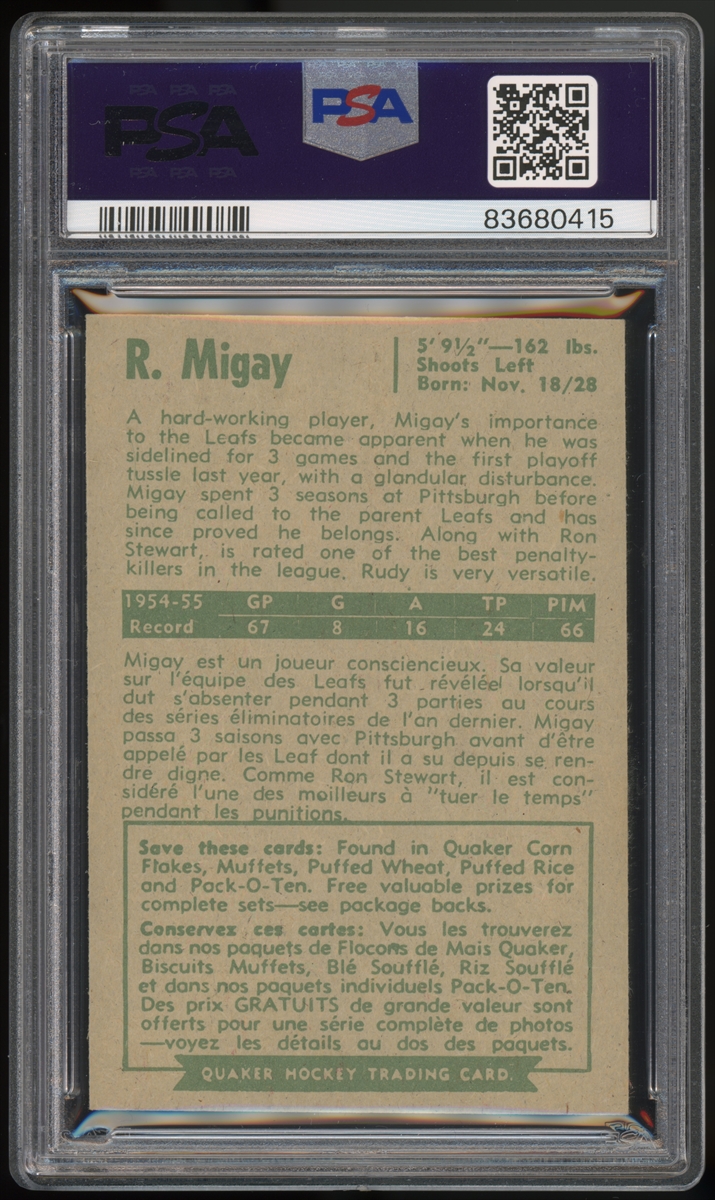 PSA PSA PSA
PSA
PSA PSA PSA
PSA
83680415
R. Migay
5' 9½"—162 lbs.
Shoots Left
Born: Nov. 18/28
A hard-working player, Migay's importance
to the Leafs became apparent when he was
sidelined for 3 games and the first playoff
tussle last year, with a glandular disturbance.
Migay spent 3 seasons at Pittsburgh before
being called to the parent Leafs and has
since proved he belongs. Along with Ron
Stewart, is rated one of the best penalty-
killers in the league. Rudy is very versatile.
1954-55 GP G A TP PIM
Record 67 8 16 24 66
Migay est un joueur consciencieux. Sa valeur
sur l'équipe des Leafs fut révélée lorsqu'il
dut s'absenter pendant 3 parties au cours
des séries éliminatoires de l'an dernier. Migay
passa 3 saisons avec Pittsburgh avant d'être
appelé par les Leaf dont il a su depuis se ren-
dre digne. Comme Ron Stewart, il est con-
sidéré l'une des moilleurs à "tuer le temps"
pendant les punitions.
Save these cards: Found in Quaker Corn
Flakes, Muffets, Puffed Wheat, Puffed Rice
and Pack-O-Ten. Free valuable prizes for
complete sets—see package backs.
Conservez ces cartes: Vous les trouverez
dans nos paquets de Flocons de Mais Quaker,
Biscuits Muffets, Blé Soufflé, Riz Soufflé
et dans nos paquets individuels Pack-O-Ten.
Des prix GRATUITS de grande valeur sont
offerts pour une série complète de photos
—voyez les détails au dos des paquets.
QUAKER HOCKEY TRADING CARD.